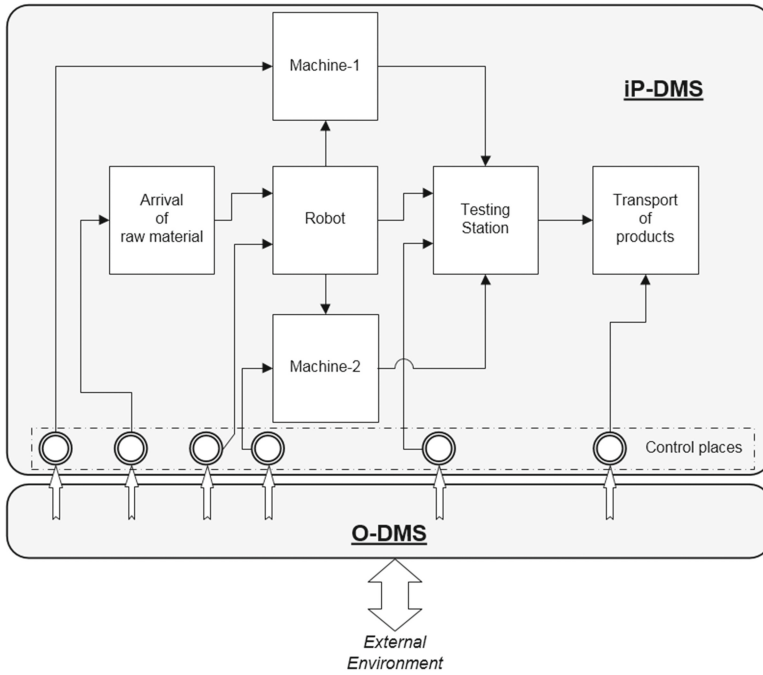 Machine-1
iP-DMS
Arrival
of
raw material
Robot
Testing
Station
Transport
of
products
Machine-2
Control places
O-DMS
External
Environment